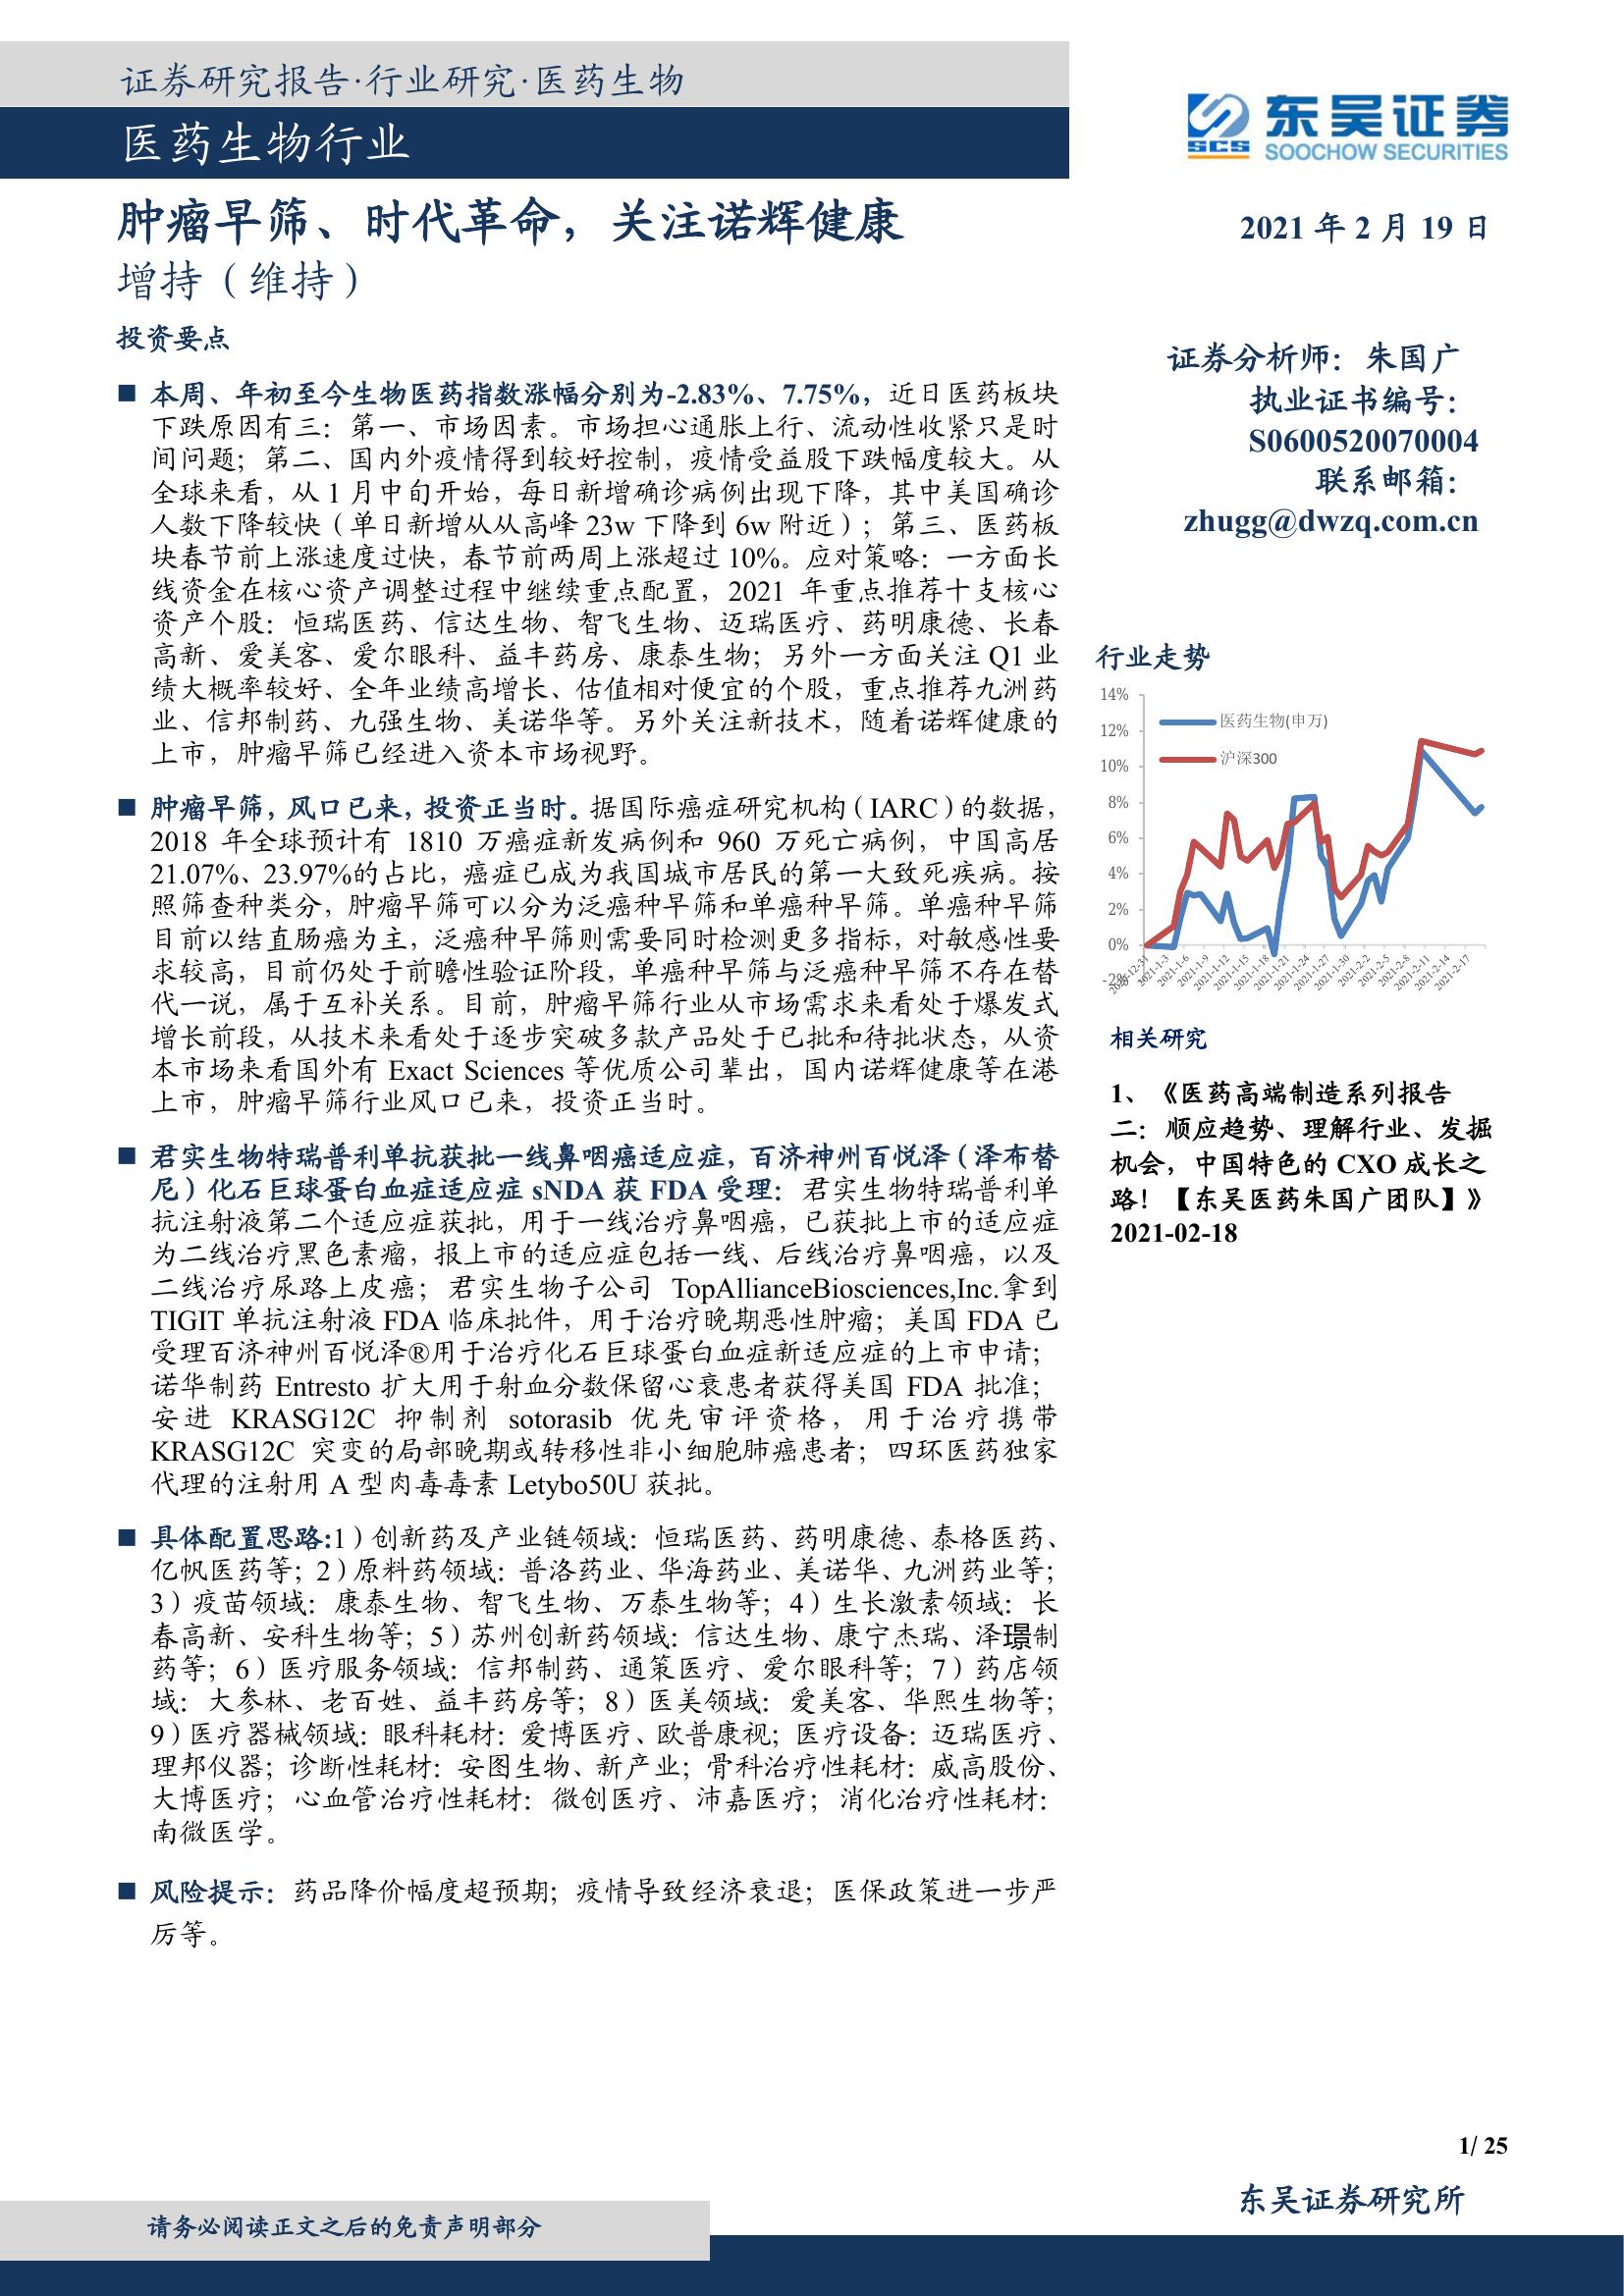 证券研究报告·行业研究·医药生物
医药生物行业
SCS
东吴证券
SOOCHOW SECURITIES
肿瘤早筛、时代革命，关注诺辉健康
增持（维持）
2021 年 2 月 19 日
投资要点
■ 本周、年初至今生物医药指数涨幅分别为-2.83%、7.75%，近日医药板块
下跌原因有三：第一、市场因素。市场担心通胀上行、流动性收紧只是时
间问题；第二、国内外疫情得到较好控制，疫情受益股下跌幅度较大。从
全球来看，从 1 月中旬开始，每日新增确诊病例出现下降，其中美国确诊
人数下降较快（单日新增从从高峰 23w 下降到 6w 附近）；第三、医药板
块春节前上涨速度过快，春节前两周上涨超过 10%。应对策略：一方面长
线资金在核心资产调整过程中继续重点配置，2021 年重点推荐十支核心
资产个股：恒瑞医药、信达生物、智飞生物、迈瑞医疗、药明康德、长春
高新、爱美客、爱尔眼科、益丰药房、康泰生物；另外一方面关注 Q1 业
绩大概率较好、全年业绩高增长、估值相对便宜的个股，重点推荐九洲药
业、信邦制药、九强生物、美诺华等。另外关注新技术，随着诺辉健康的
上市，肿瘤早筛已经进入资本市场视野。
■ 肿瘤早筛，风口已来，投资正当时。据国际癌症研究机构（IARC）的数据，
2018 年全球预计有 1810 万癌症新发病例和 960 万死亡病例，中国高居
21.07%、23.97%的占比，癌症已成为我国城市居民的第一大致死疾病。按
照筛查种类分，肿瘤早筛可以分为泛癌种早筛和单癌种早筛。单癌种早筛
目前以结直肠癌为主，泛癌种早筛则需要同时检测更多指标，对敏感性要
求较高，目前仍处于前瞻性验证阶段，单癌种早筛与泛癌种早筛不存在替
代一说，属于互补关系。目前，肿瘤早筛行业从市场需求来看处于爆发式
增长前段，从技术来看处于逐步突破多款产品处于已批和待批状态，从资
本市场来看国外有 Exact Sciences 等优质公司辈出，国内诺辉健康等在港
上市，肿瘤早筛行业风口已来，投资正当时。
■ 君实生物特瑞普利单抗获批一线鼻咽癌适应症，百济神州百悦泽（泽布替
尼）化石巨球蛋白血症适应症 sNDA 获 FDA 受理：君实生物特瑞普利单
抗注射液第二个适应症获批，用于一线治疗鼻咽癌，已获批上市的适应症
为二线治疗黑色素瘤，报上市的适应症包括一线、后线治疗鼻咽癌，以及
二线治疗尿路上皮癌；君实生物子公司 TopAllianceBiosciences,Inc.拿到
TIGIT 单抗注射液 FDA 临床批件，用于治疗晚期恶性肿瘤；美国 FDA 已
受理百济神州百悦泽®用于治疗化石巨球蛋白血症新适应症的上市申请；
诺华制药 Entresto 扩大用于射血分数保留心衰患者获得美国 FDA 批准；
安进 KRASG12C 抑制剂 sotorasib 优先审评资格，用于治疗携带
KRASG12C 突变的局部晚期或转移性非小细胞肺癌患者；四环医药独家
代理的注射用 A 型肉毒毒素 Letybo50U 获批。
■ 具体配置思路:1）创新药及产业链领域：恒瑞医药、药明康德、泰格医药、
亿帆医药等；2）原料药领域：普洛药业、华海药业、美诺华、九洲药业等；
3）疫苗领域：康泰生物、智飞生物、万泰生物等；4）生长激素领域：长
春高新、安科生物等；5）苏州创新药领域：信达生物、康宁杰瑞、泽璟制
药等；6）医疗服务领域：信邦制药、通策医疗、爱尔眼科等；7）药店领
域：大参林、老百姓、益丰药房等；8）医美领域：爱美客、华熙生物等；
9）医疗器械领域：眼科耗材：爱博医疗、欧普康视；医疗设备：迈瑞医疗、
理邦仪器；诊断性耗材：安图生物、新产业；骨科治疗性耗材：威高股份、
大博医疗；心血管治疗性耗材：微创医疗、沛嘉医疗；消化治疗性耗材：
南微医学。
■ 风险提示：药品降价幅度超预期；疫情导致经济衰退；医保政策进一步严
厉等。
证券分析师：朱国广
执业证书编号：
S0600520070004
联系邮箱：
zhugg@dwzq.com.cn
行业走势
14%
12%
10%
8%
6%
4%
2%
0%
-2%
医药生物(申万)
沪深300
2020-12-31
2021-1-3
2021-1-6
2021-1-9
2021-1-12
2021-1-15
2021-1-18
2021-1-21
2021-1-24
2021-1-27
2021-1-30
2021-2-2
2021-2-5
2021-2-8
2021-2-11
2021-2-14
2021-2-17
相关研究
1、《医药高端制造系列报告
二：顺应趋势、理解行业、发掘
机会，中国特色的 CXO 成长之
路！【东吴医药朱国广团队】》
2021-02-18
1/ 25
东吴证券研究所
请务必阅读正文之后的免责声明部分